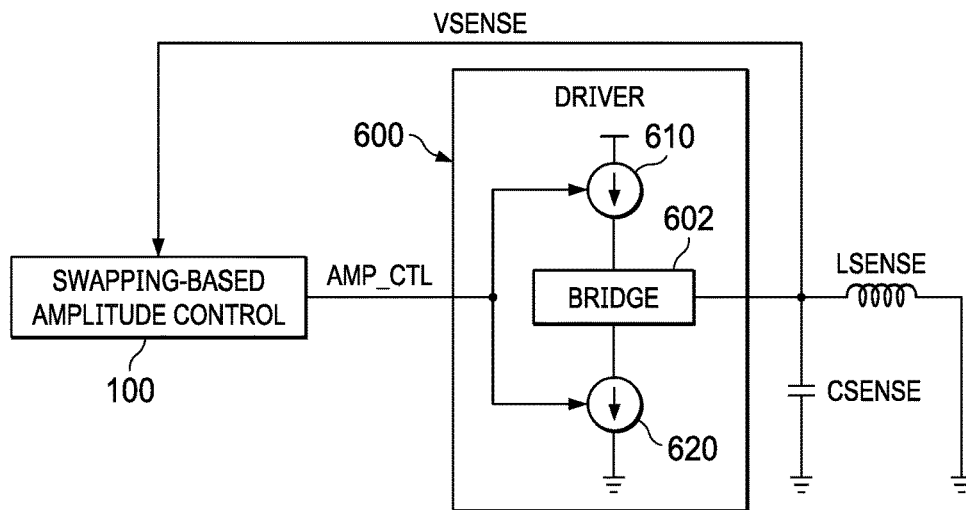 VSENSE
DRIVER
600
610
602
SWAPPING-BASED
AMPLITUDE CONTROL
AMP_CTL
BRIDGE
LSENSE
100
CSENSE
620